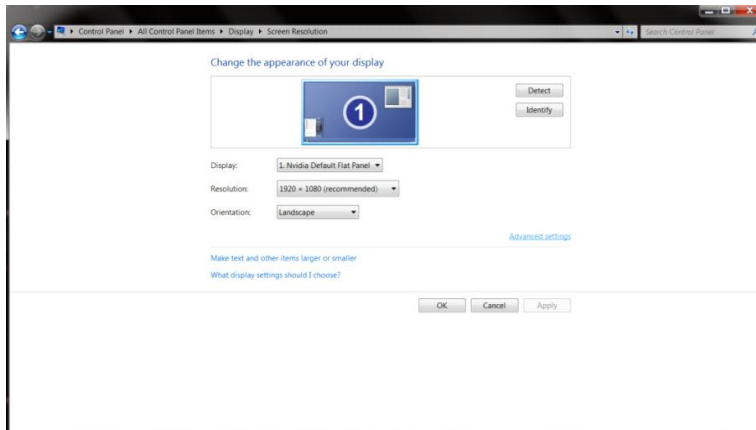 Control Panel ▸ All Control Panel Items ▸ Display ▸ Screen Resolution
Search Control Panel
Change the appearance of your display
1
Detect
Identify
Display: 1. Nvidia Default Flat Panel
Resolution: 1920 × 1080 (recommended)
Orientation: Landscape
Advanced settings
Make text and other items larger or smaller
What display settings should I choose?
OK Cancel Apply